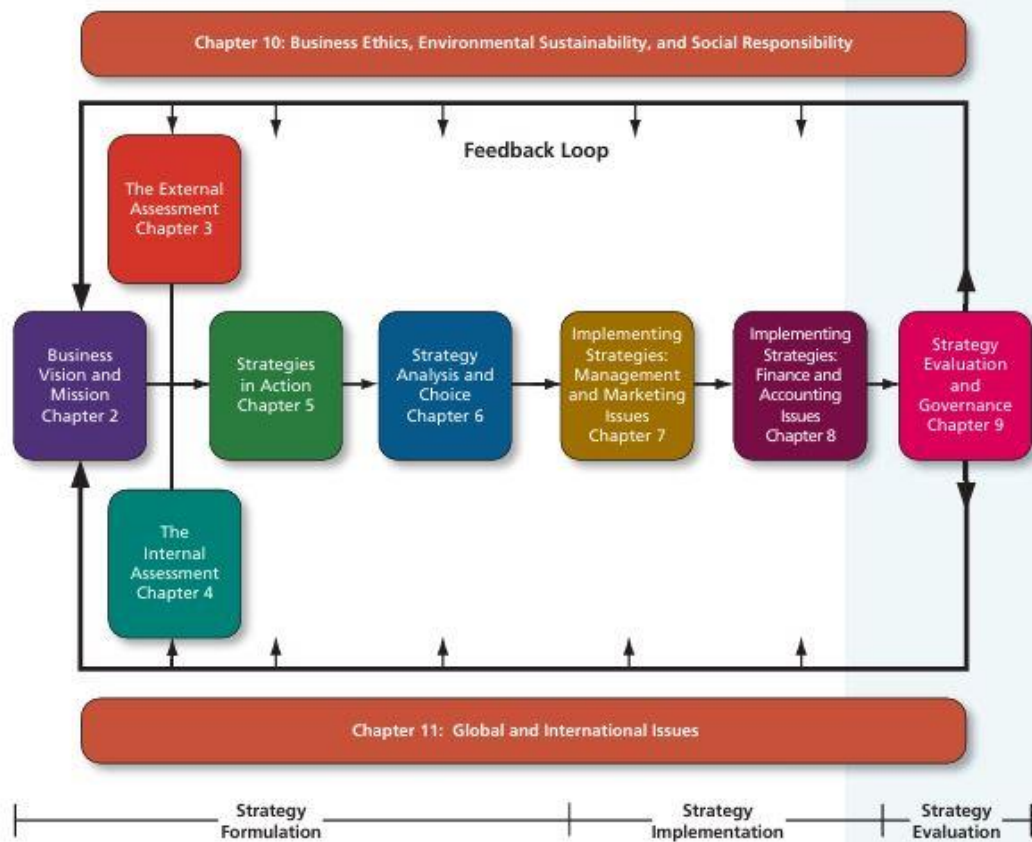 Chapter 10: Business Ethics, Environmental Sustainability, and Social Responsibility
Feedback Loop
The External
Assessment
Chapter 3
Business
Vision and
Mission
Chapter 2
Strategies
in Action
Chapter 5
Strategy
Analysis and
Choice
Chapter 6
Implementing
Strategies:
Management
and Marketing
Issues
Chapter 7
Implementing
Strategies:
Finance and
Accounting
Issues
Chapter 8
Strategy
Evaluation
and
Governance
Chapter 9
The
Internal
Assessment
Chapter 4
Chapter 11: Global and International Issues
Strategy
Formulation
Strategy
Implementation
Strategy
Evaluation